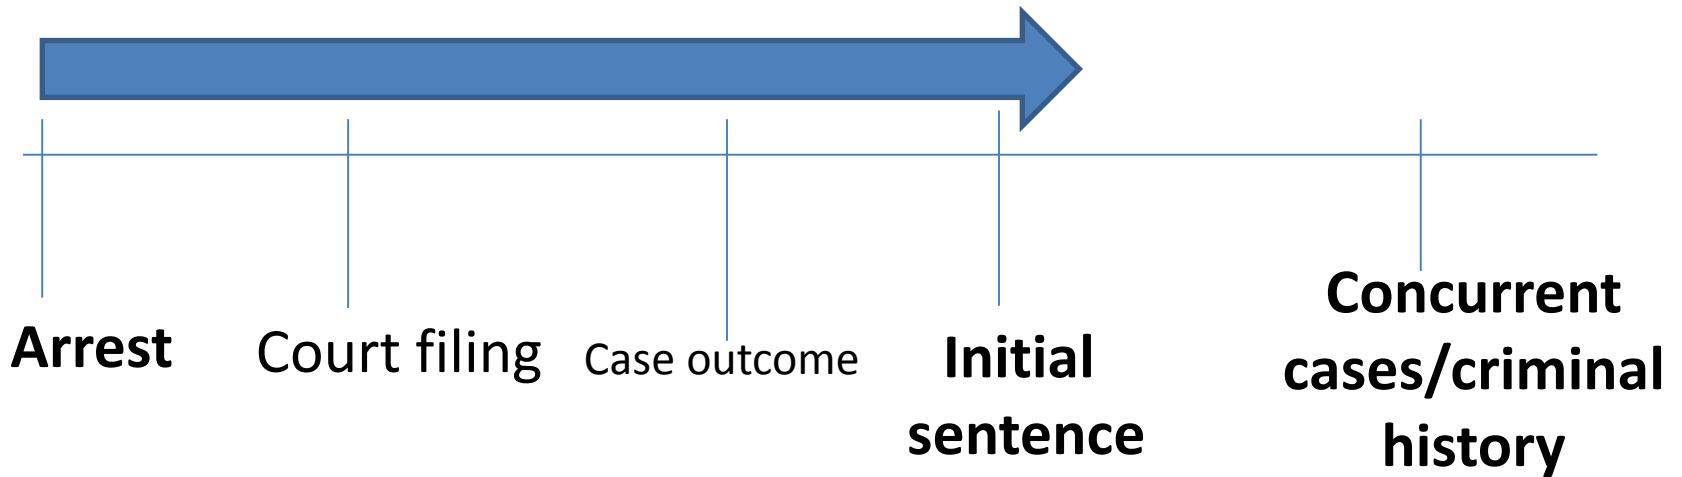 Arrest
Court filing
Case outcome
Initial
sentence
Concurrent
cases/criminal
history